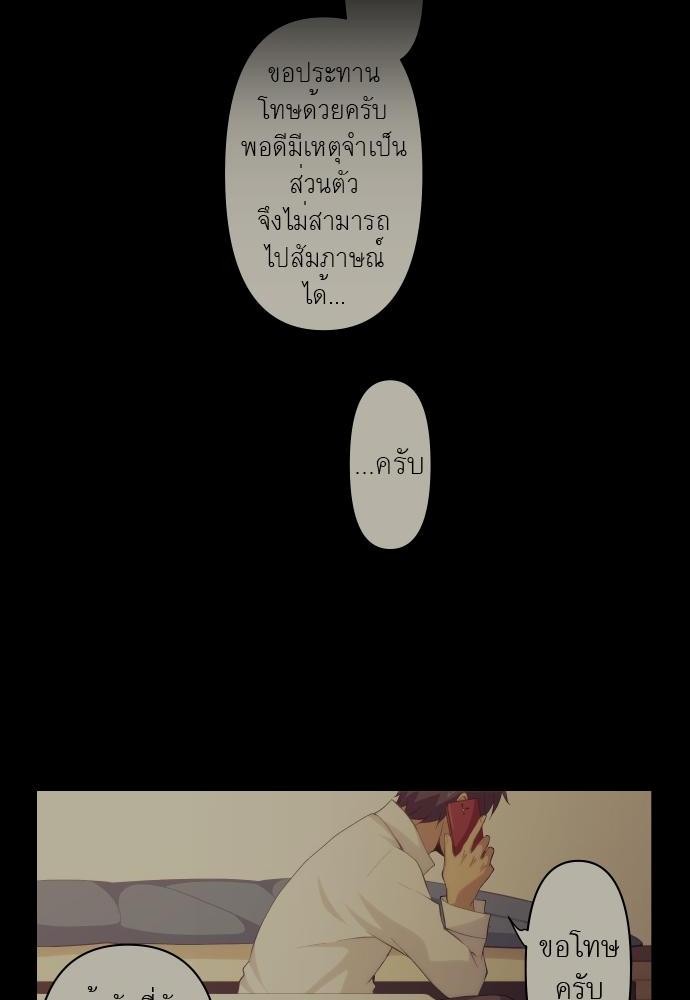 ขอประทาน
โทษด้วยครับ
พอดีมีเหตุจำเป็น
ส่วนตัว
จึงไม่สามารถ
ไปสัมภาษณ์
ได้...
...ครับ
ขอโทษ
ครับ